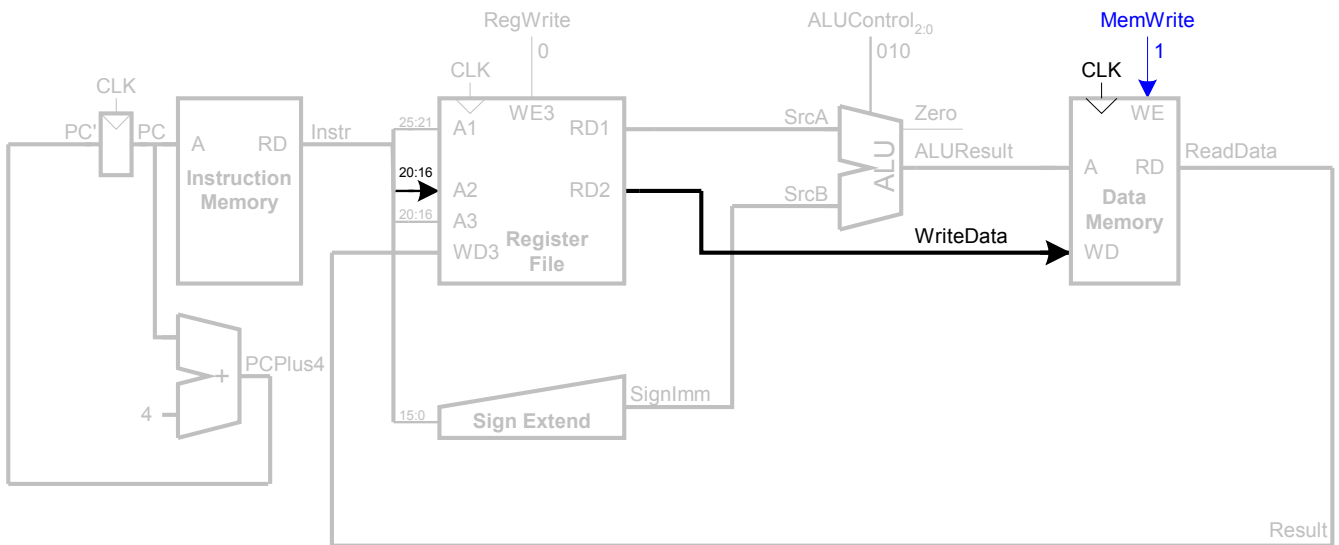 RegWrite
ALUControl2:0
MemWrite
0
010
1
CLK
CLK
CLK
PC'
PC
A
RD
Instruction
Memory
Instr
25:21
A1
WE3
RD1
20:16
A2
RD2
20:16
A3
WD3
Register
File
SrcA
SrcB
ALU
Zero
ALUResult
WriteData
WE
A
RD
Data
Memory
WD
ReadData
+
PCPlus4
4
15:0
Sign Extend
SignImm
Result